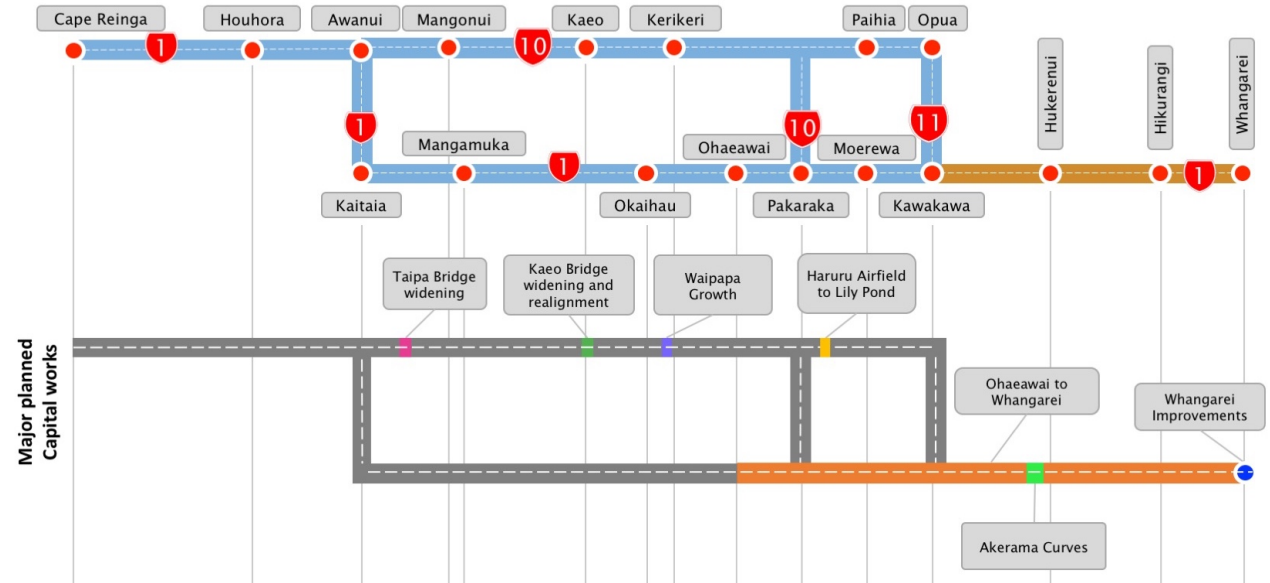 Cape Reinga
Houhora
Awanui
Mangonui
Kaeo
Kerikeri
Paihia
Opua
1
10
Hukerenui
Hikurangi
Whangarei
1
10
11
Mangamuka
1
Ohaeawai
Moerewa
1
Kaitaia
Okaihau
Pakaraka
Kawakawa
Taipa Bridge
widening
Kaeo Bridge
widening and
realignment
Waipapa
Growth
Haruru Airfield
to Lily Pond
Major planned
Capital works
Ohaeawai to
Whangarei
Whangarei
Improvements
Akerama Curves